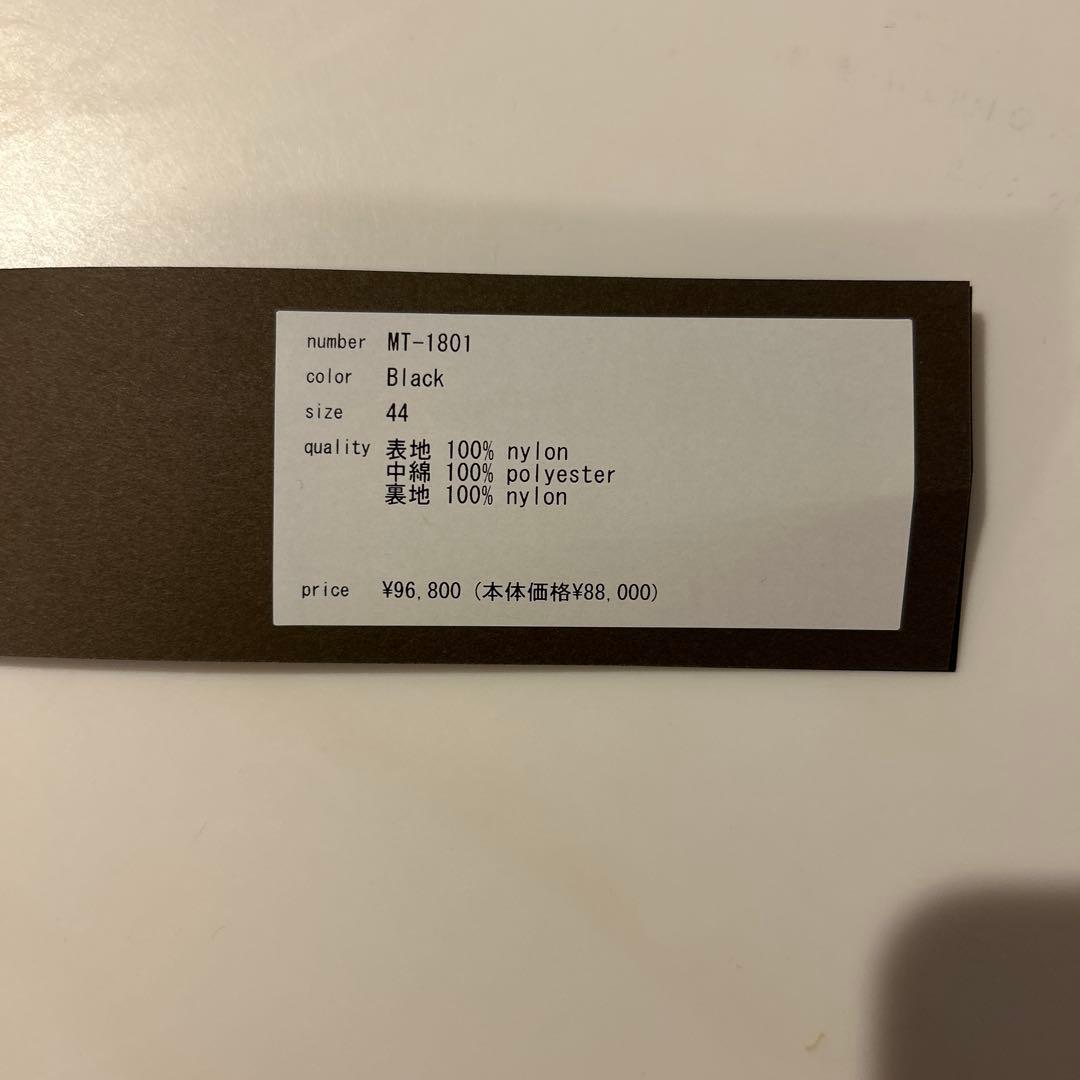 number MT-1801
color Black
size 44
quality 表地 100% nylon
中綿 100% polyester
裏地 100% nylon
price ¥96,800 (本体価格¥88,000)